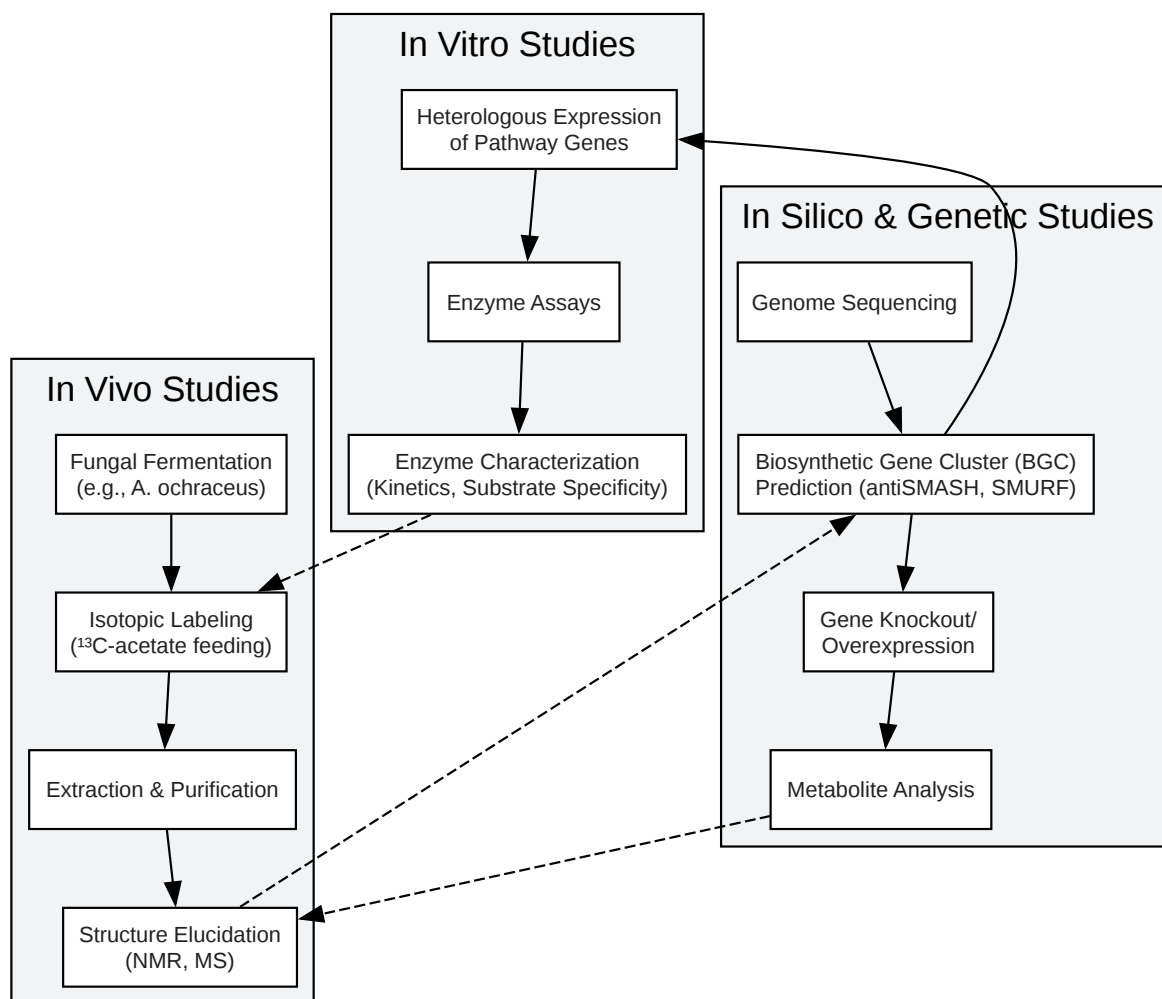 In Vitro Studies
Heterologous Expression
of Pathway Genes
Enzyme Assays
Enzyme Characterization
(Kinetics, Substrate Specificity)
In Silico & Genetic Studies
Genome Sequencing
Biosynthetic Gene Cluster (BGC)
Prediction (antiSMASH, SMURF)
Gene Knockout/
Overexpression
Metabolite Analysis
In Vivo Studies
Fungal Fermentation
(e.g., A. ochraceus)
Isotopic Labeling
(¹³C-acetate feeding)
Extraction & Purification
Structure Elucidation
(NMR, MS)